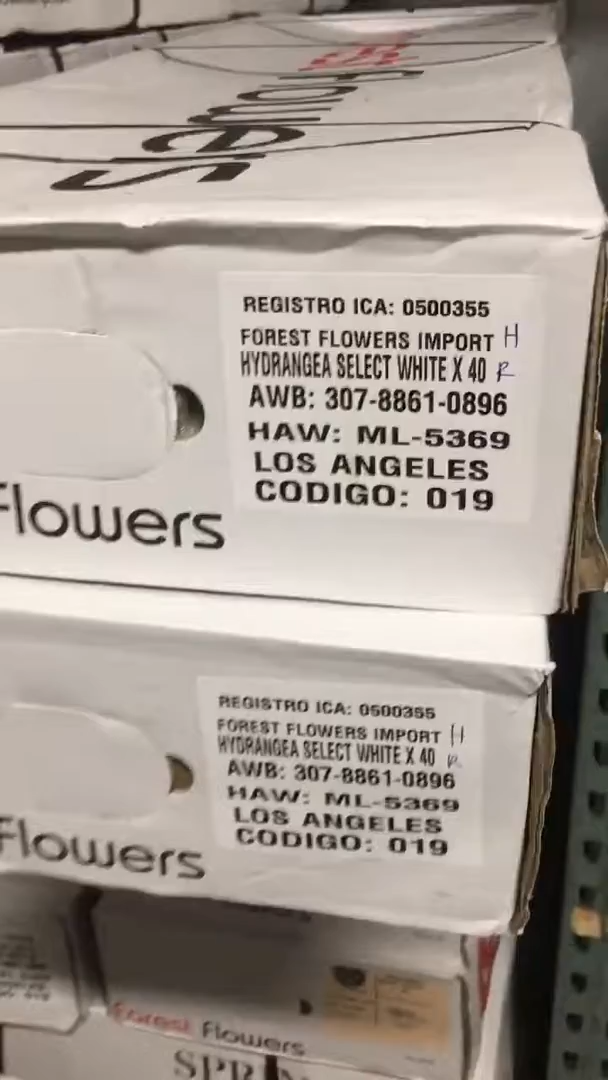 Flowers
REGISTRO ICA: 0500355
FOREST FLOWERS IMPORT H
HYDRANGEA SELECT WHITE X 40 R
AWB: 307-8861-0896
HAW: ML-5369
LOS ANGELES
CODIGO: 019
Flowers
REGISTRO ICA: 0500355
FOREST FLOWERS IMPORT H
HYDRANGEA SELECT WHITE X 40 R
AWB: 307-8861-0896
HAW: ML-5369
LOS ANGELES
CODIGO: 019
Flowers
Forest Flowers